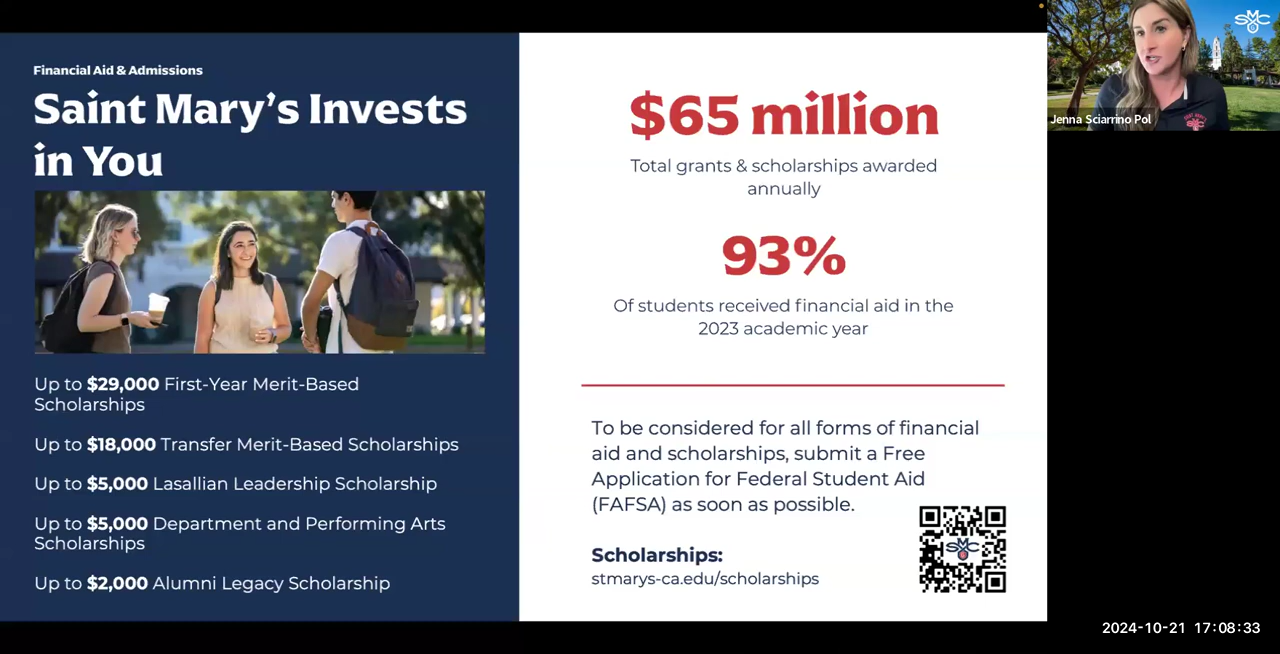 Financial Aid & Admissions
Saint Mary's Invests
in You
Up to $29,000 First-Year Merit-Based
Scholarships
Up to $18,000 Transfer Merit-Based Scholarships
Up to $5,000 Lasallian Leadership Scholarship
Up to $5,000 Department and Performing Arts
Scholarships
Up to $2,000 Alumni Legacy Scholarship
$65 million
Total grants & scholarships awarded
annually
93%
Of students received financial aid in the
2023 academic year
To be considered for all forms of financial
aid and scholarships, submit a Free
Application for Federal Student Aid
(FAFSA) as soon as possible.
Scholarships:
stmarys-ca.edu/scholarships
SMC
SMC
Jenna Sciarrino Pol
SAINT MARY'S
SMC
2024-10-21 17:08:33